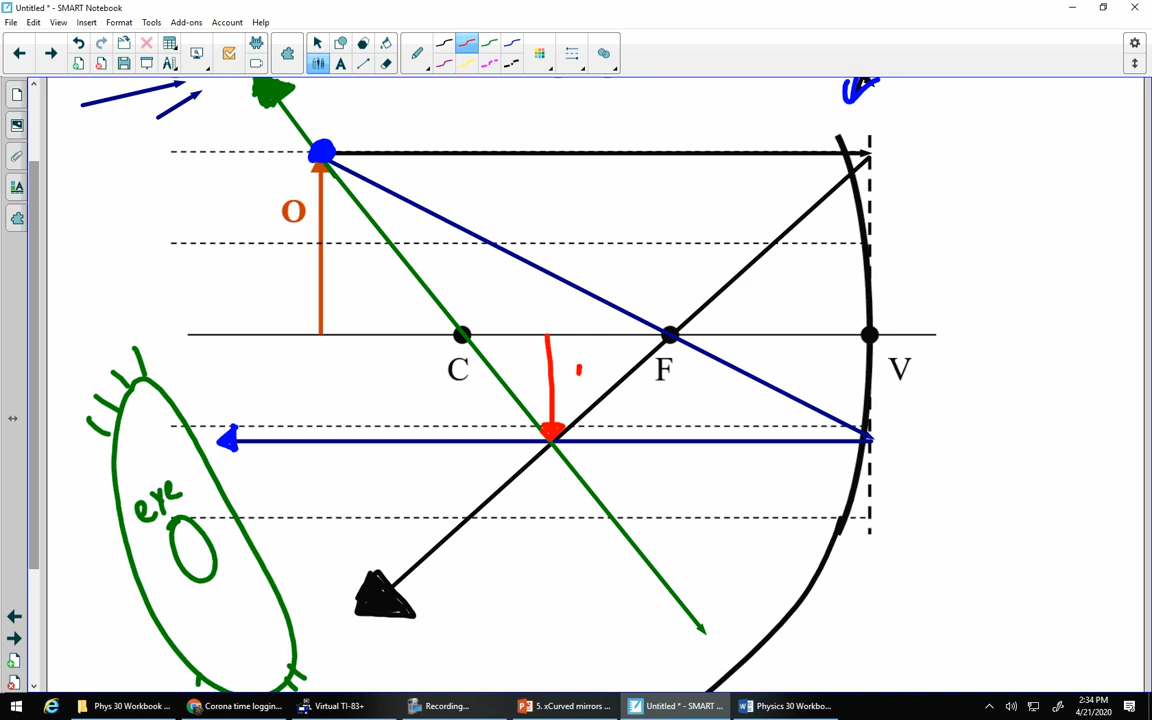 Untitled * - SMART Notebook
File Edit View Insert Format Tools Add-ons Account Help
O
C
F
V
eye
Phys 30 Workbook ...
Corona time loggin...
Virtual TI-83+
Recording...
5. xCurved mirrors ...
Untitled * - SMART ...
Physics 30 Workbo...
2:34 PM
4/21/2020